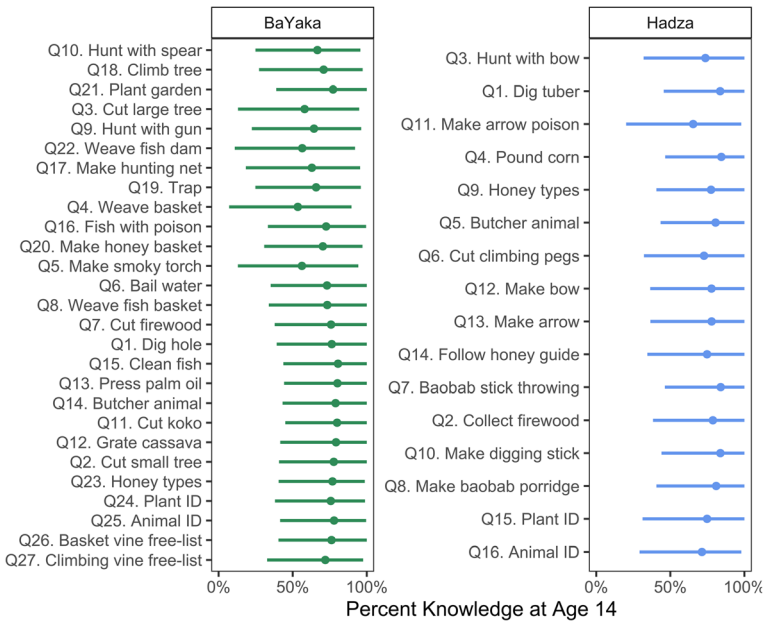 BaYaka
Q10. Hunt with spear
Q18. Climb tree
Q21. Plant garden
Q3. Cut large tree
Q9. Hunt with gun
Q22. Weave fish dam
Q17. Make hunting net
Q19. Trap
Q4. Weave basket
Q16. Fish with poison
Q20. Make honey basket
Q5. Make smoky torch
Q6. Bail water
Q8. Weave fish basket
Q7. Cut firewood
Q1. Dig hole
Q15. Clean fish
Q13. Press palm oil
Q14. Butcher animal
Q11. Cut koko
Q12. Grate cassava
Q2. Cut small tree
Q23. Honey types
Q24. Plant ID
Q25. Animal ID
Q26. Basket vine free-list
Q27. Climbing vine free-list
0% 50% 100%
Hadza
Q3. Hunt with bow
Q1. Dig tuber
Q11. Make arrow poison
Q4. Pound corn
Q9. Honey types
Q5. Butcher animal
Q6. Cut climbing pegs
Q12. Make bow
Q13. Make arrow
Q14. Follow honey guide
Q7. Baobab stick throwing
Q2. Collect firewood
Q10. Make digging stick
Q8. Make baobab porridge
Q15. Plant ID
Q16. Animal ID
0% 50% 100%
Percent Knowledge at Age 14